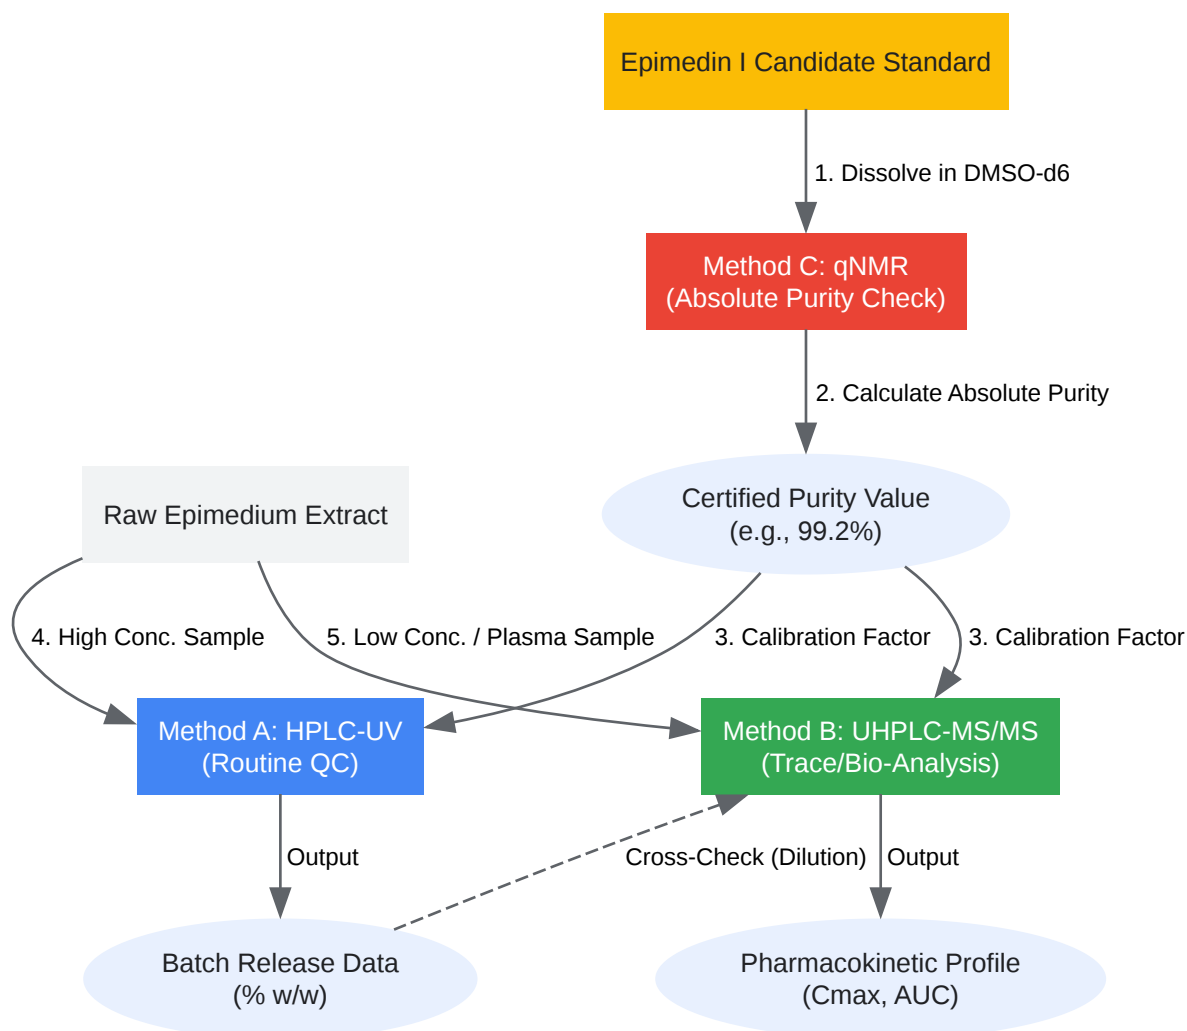 Epimedin I Candidate Standard
1. Dissolve in DMSO-d6
Method C: qNMR
(Absolute Purity Check)
2. Calculate Absolute Purity
Raw Epimedium Extract
Certified Purity Value
(e.g., 99.2%)
4. High Conc. Sample
5. Low Conc. / Plasma Sample
3. Calibration Factor
3. Calibration Factor
Method A: HPLC-UV
(Routine QC)
Method B: UHPLC-MS/MS
(Trace/Bio-Analysis)
Output
Cross-Check (Dilution)
Output
Batch Release Data
(% w/w)
Pharmacokinetic Profile
(Cmax, AUC)